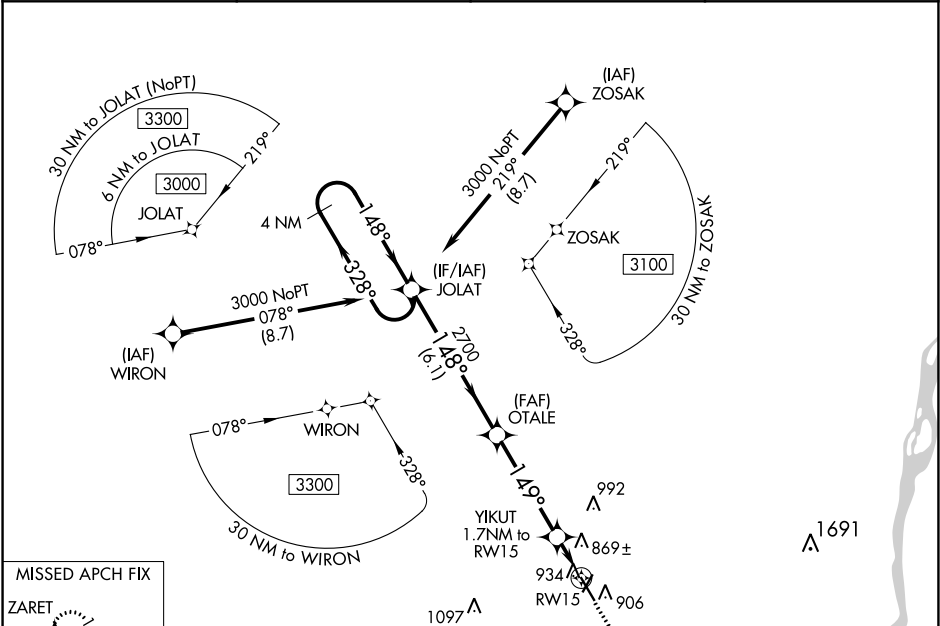 (IAF)
ZOSAK
30 NM to JOLAT (NoPT)
3300
6 NM to JOLAT
3000
219°
JOLAT
078°
3000 NoPT
219°
(8.7)
219°
ZOSAK
3100
30 NM to ZOSAK
328°
4 NM
148°
328°
(IF/IAF)
JOLAT
3000 NoPT
078°
(8.7)
(IAF)
WIRON
2700
148°
(6.1)
(FAF)
OTALE
078°
WIRON
328°
3300
30 NM to WIRON
149°
992
YIKUT
1.7NM to
RW15
869±
1691
934
RW15
906
1097
MISSED APCH FIX
ZARET